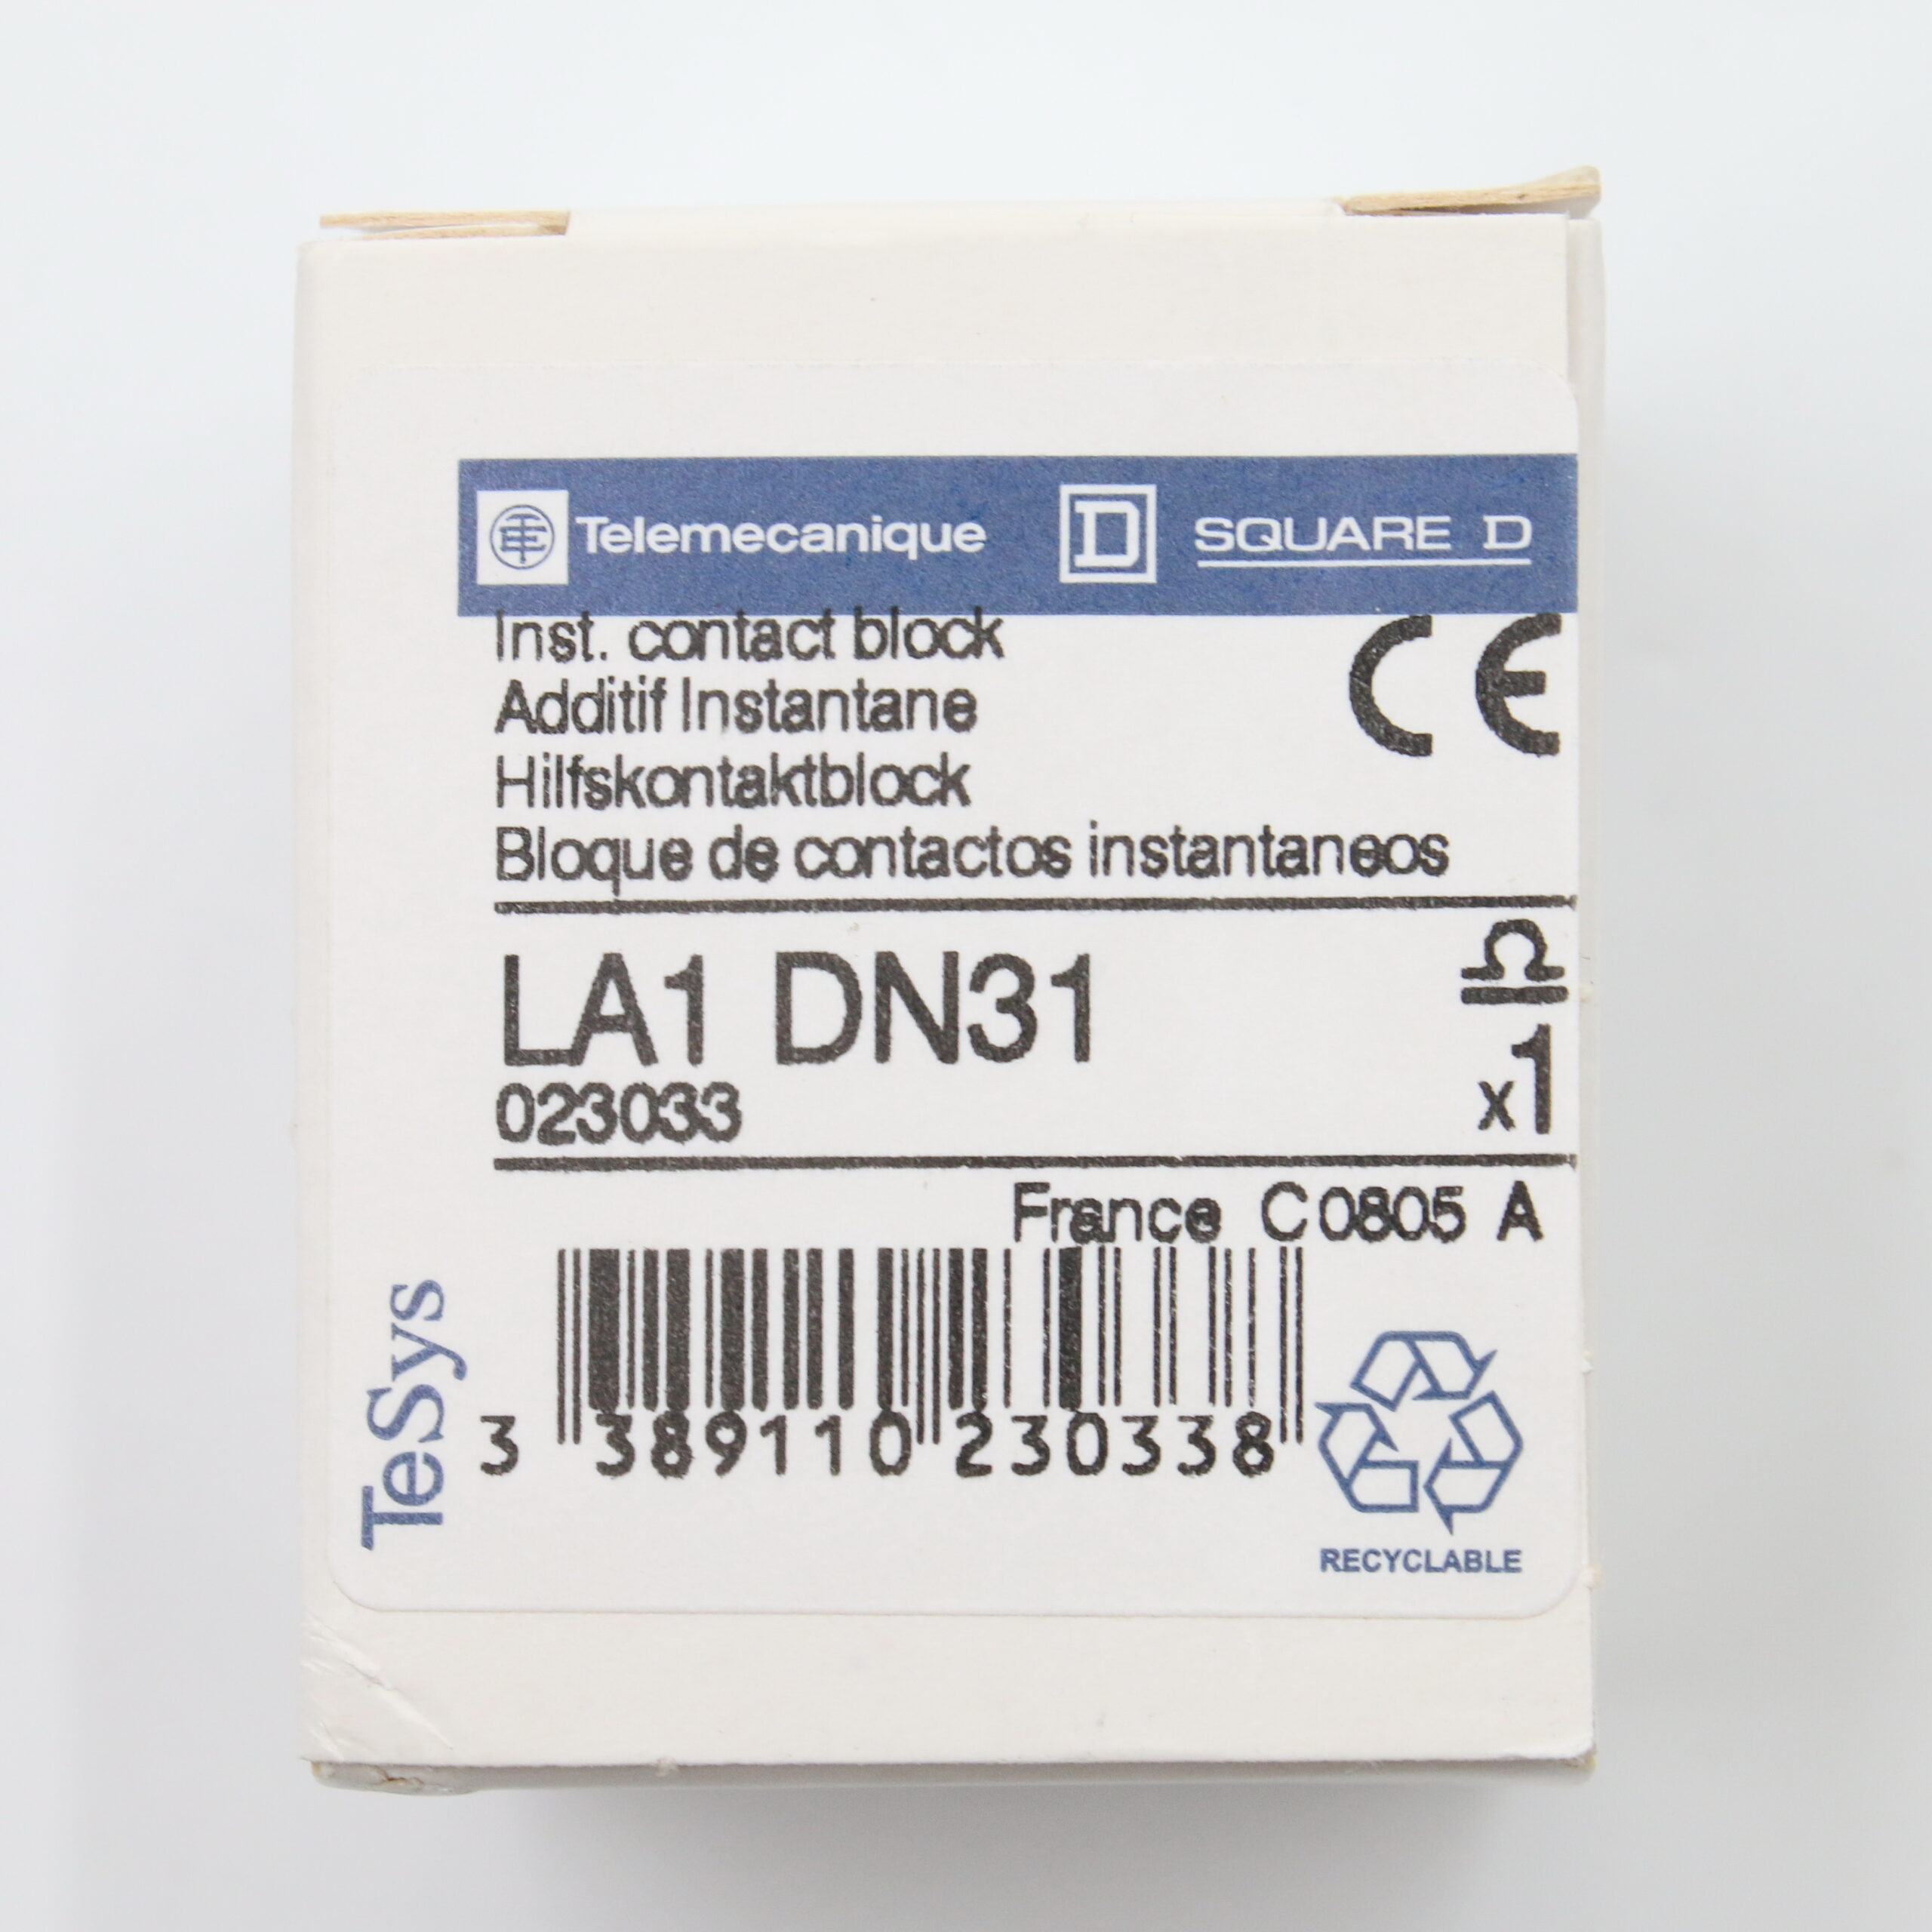 Telemecanique D SQUARE D
Inst. contact block
CE
Additif Instantane
Hilfskontaktblock
Bloque de contactos instantaneos
LA1 DN31
x1
023033
France C0805 A
3 389110 230338
TeSys
RECYCLABLE